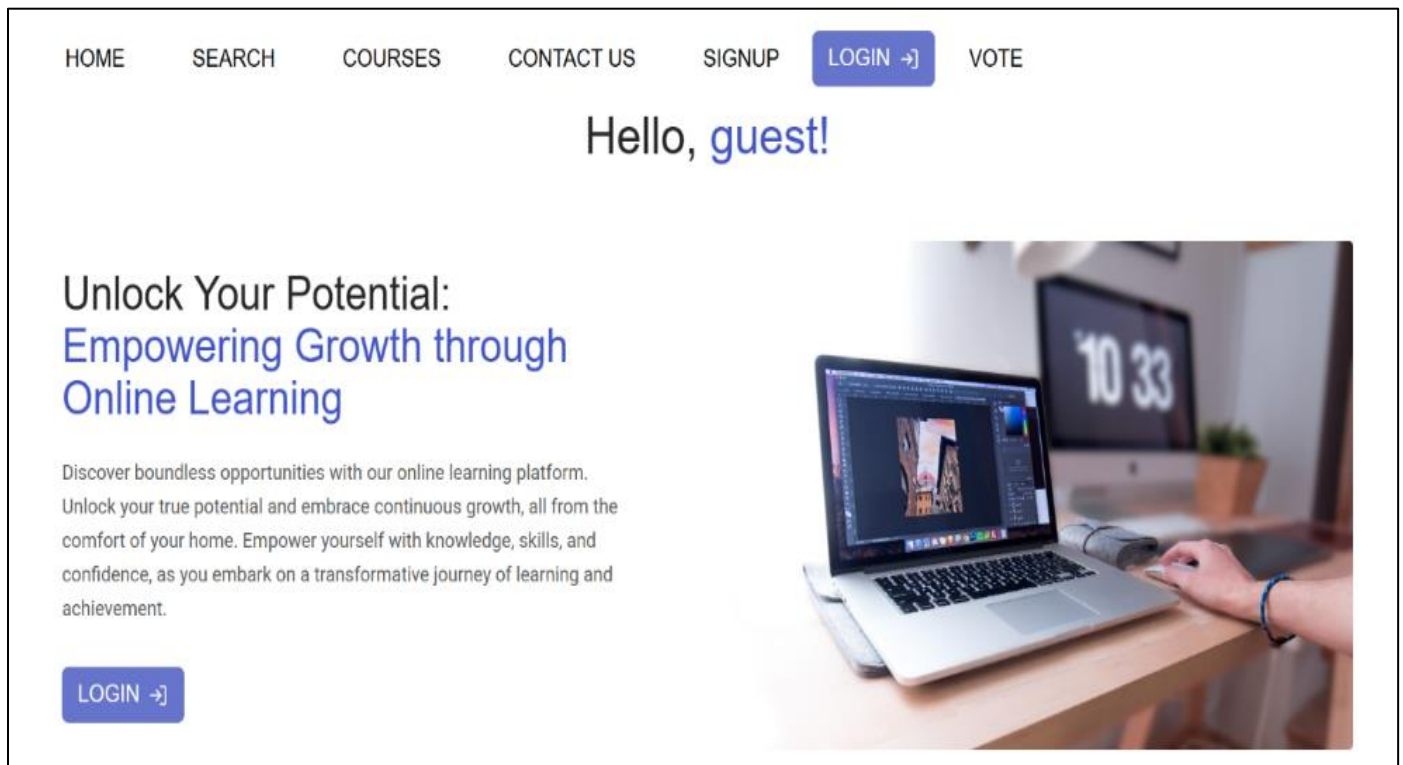 HOME SEARCH COURSES CONTACT US SIGNUP LOGIN VOTE
Hello, guest!
Unlock Your Potential:
Empowering Growth through
Online Learning
Discover boundless opportunities with our online learning platform.
Unlock your true potential and embrace continuous growth, all from the
comfort of your home. Empower yourself with knowledge, skills, and
confidence, as you embark on a transformative journey of learning and
achievement.
LOGIN
10 33